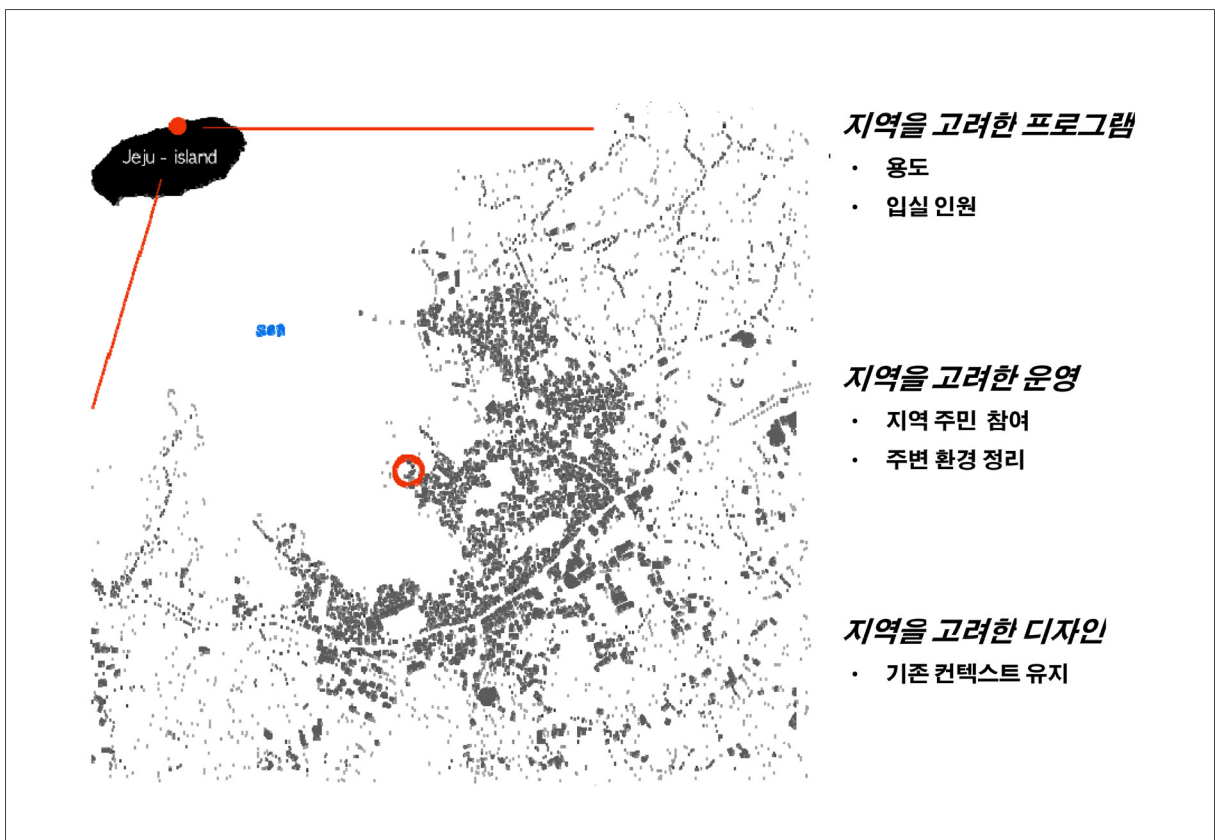 Jeju - island
sea
지역을 고려한 프로그램
• 용도
• 입실 인원
지역을 고려한 운영
• 지역 주민 참여
• 주변 환경 정리
지역을 고려한 디자인
• 기존 컨텍스트 유지